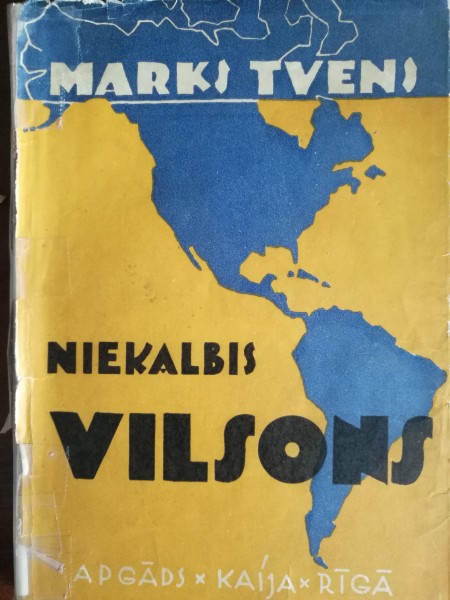 MARKS TVENS
NIEKALBIS
VILSONS
APGĀDS × KAIJA × RĪGĀ